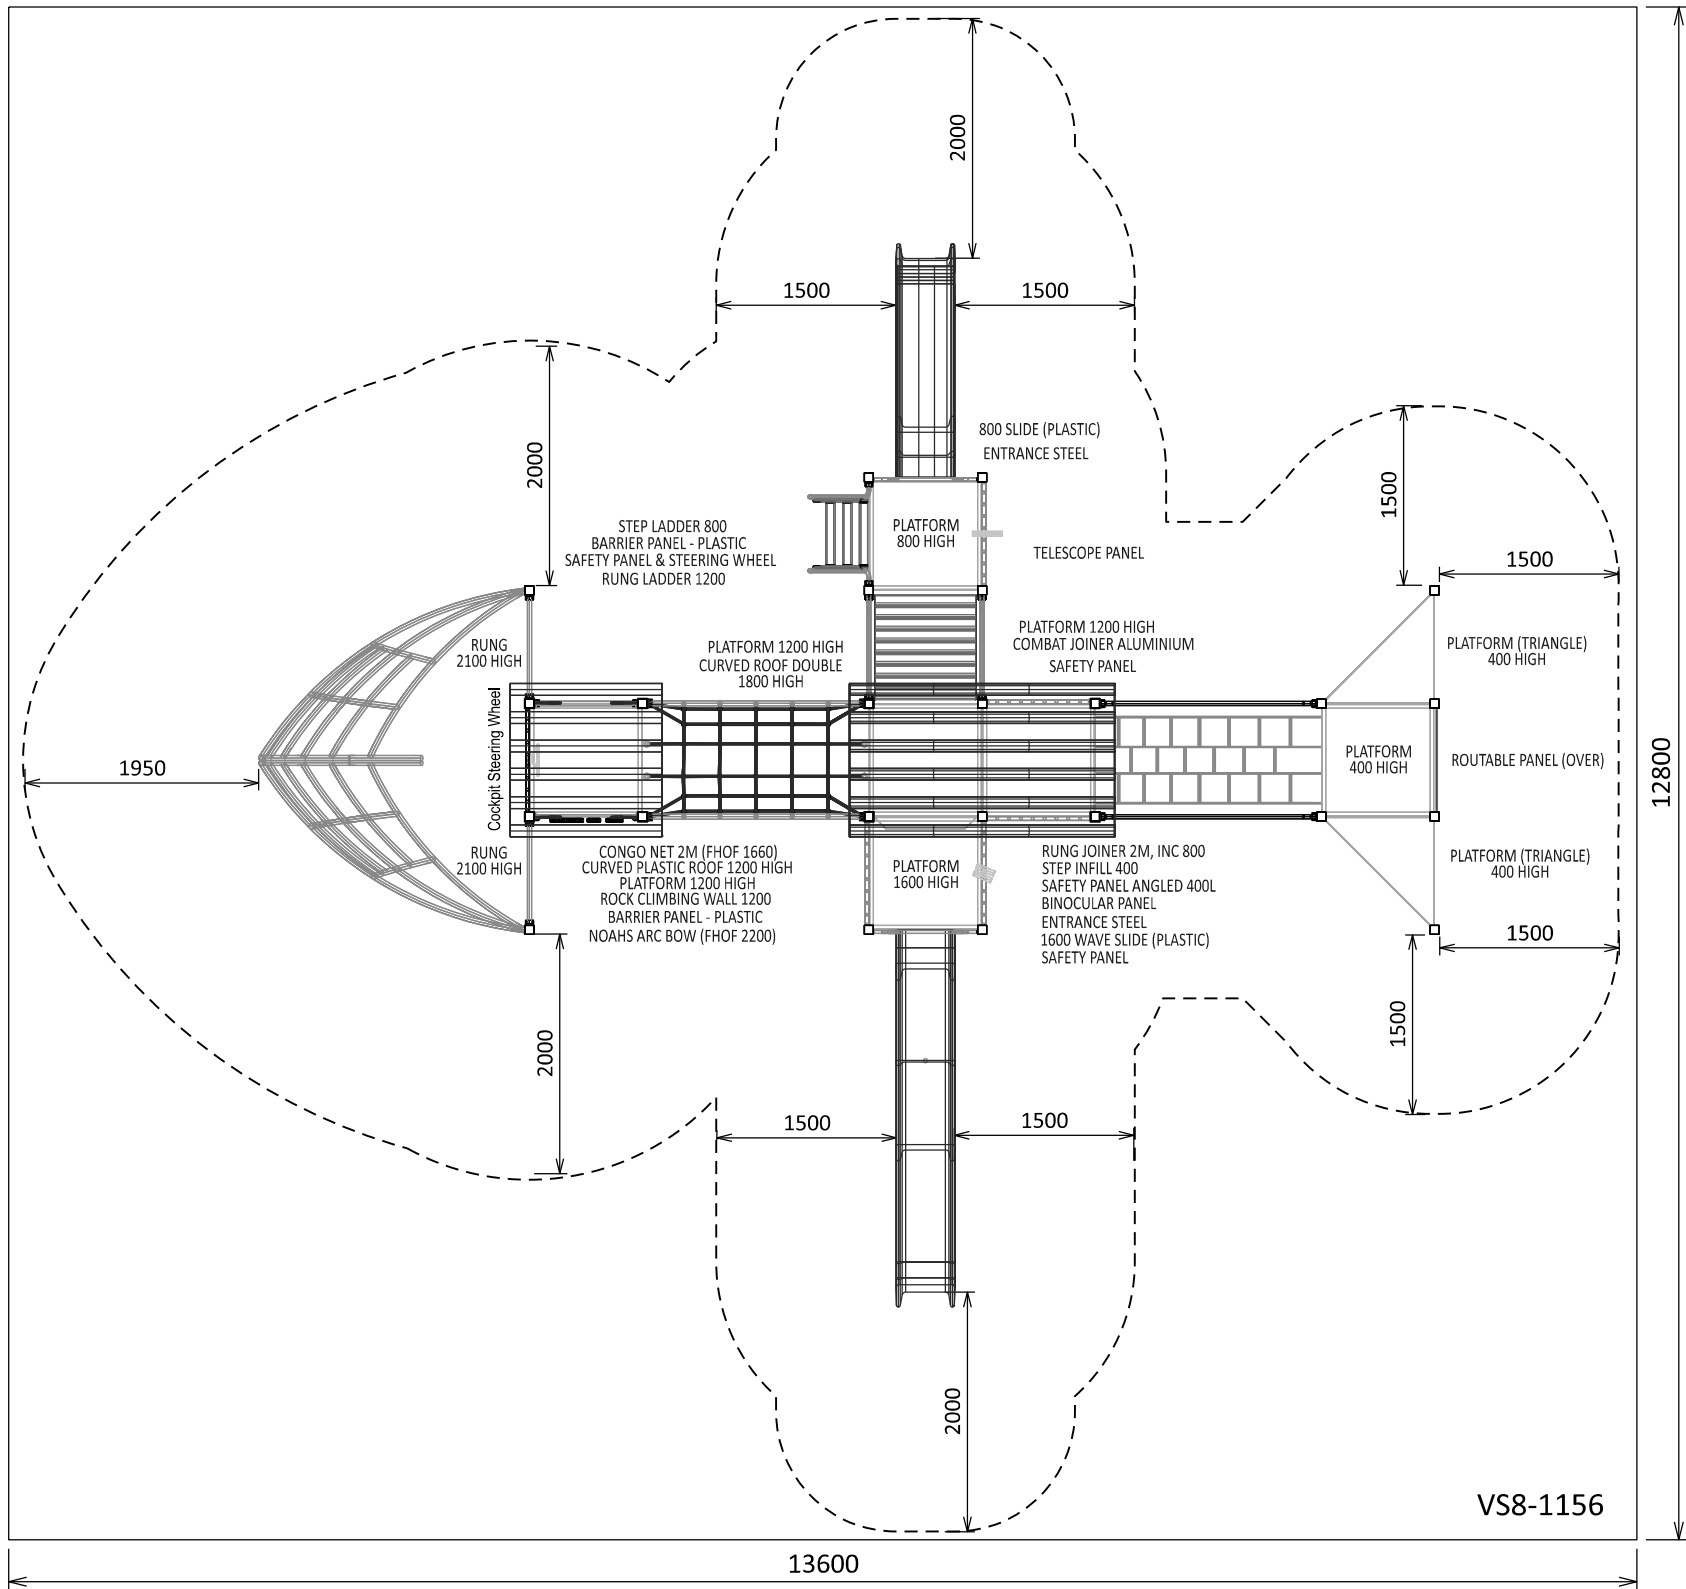 2000
1500
1500
800 SLIDE (PLASTIC)
ENTRANCE STEEL
2000
1500
STEP LADDER 800
BARRIER PANEL - PLASTIC
SAFETY PANEL & STEERING WHEEL
RUNG LADDER 1200
PLATFORM
800 HIGH
TELESCOPE PANEL
1500
RUNG
2100 HIGH
PLATFORM 1200 HIGH
CURVED ROOF DOUBLE
1800 HIGH
PLATFORM 1200 HIGH
COMBAT JOINER ALUMINIUM
SAFETY PANEL
PLATFORM (TRIANGLE)
400 HIGH
Cockpit Steering Wheel
1950
PLATFORM
400 HIGH
ROUTABLE PANEL (OVER)
12800
RUNG
2100 HIGH
CONGO NET 2M (FHOF 1660)
CURVED PLASTIC ROOF 1200 HIGH
PLATFORM 1200 HIGH
ROCK CLIMBING WALL 1200
BARRIER PANEL - PLASTIC
NOAHS ARC BOW (FHOF 2200)
PLATFORM
1600 HIGH
RUNG JOINER 2M, INC 800
STEP INFILL 400
SAFETY PANEL ANGLED 400L
BINOCULAR PANEL
ENTRANCE STEEL
1600 WAVE SLIDE (PLASTIC)
SAFETY PANEL
PLATFORM (TRIANGLE)
400 HIGH
1500
2000
1500
1500
1500
2000
VS8-1156
13600